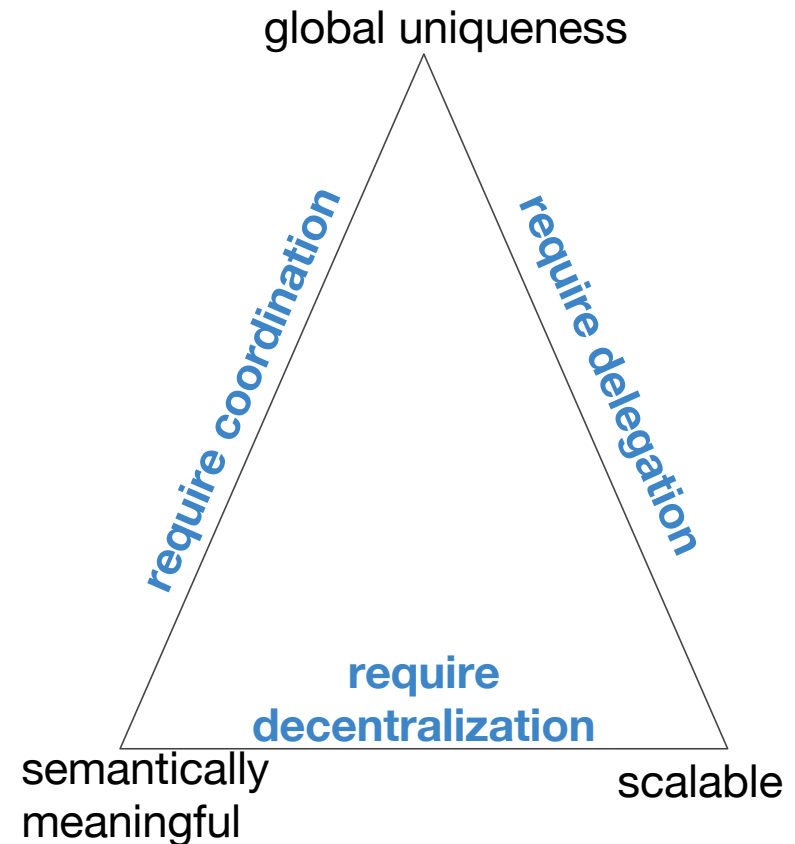 global uniqueness
require coordination
require delegation
require
decentralization
semantically
meaningful
scalable